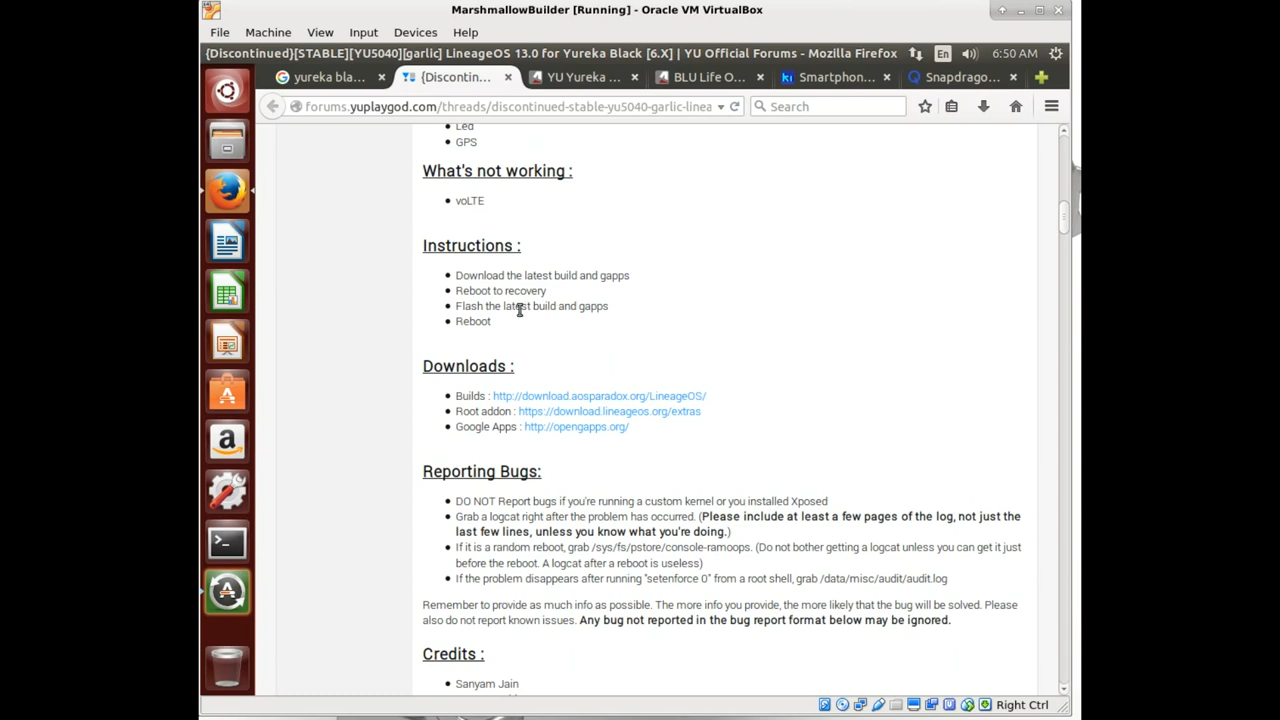 MarshmallowBuilder [Running] - Oracle VM VirtualBox
File Machine View Input Devices Help
{Discontinued}[STABLE][YU5040][garlic] LineageOS 13.0 for Yureka Black [6.X] | YU Official Forums - Mozilla Firefox En 6:50 AM
yureka bla... {Discontin... YU Yureka ... BLU Life O... Smartphon... Snapdrago...
forums.yuplaygod.com/threads/discontinued-stable-yu5040-garlic-linea Search
Led
GPS
What's not working :
voLTE
Instructions :
Download the latest build and gapps
Reboot to recovery
Flash the latest build and gapps
Reboot
Downloads :
Builds : http://download.aosparadox.org/LineageOS/
Root addon : https://download.lineageos.org/extras
Google Apps : http://opengapps.org/
Reporting Bugs:
DO NOT Report bugs if you're running a custom kernel or you installed Xposed
Grab a logcat right after the problem has occurred. (Please include at least a few pages of the log, not just the
last few lines, unless you know what you're doing.)
If it is a random reboot, grab /sys/fs/pstore/console-ramoops. (Do not bother getting a logcat unless you can get it just
before the reboot. A logcat after a reboot is useless)
If the problem disappears after running "setenforce 0" from a root shell, grab /data/misc/audit/audit.log
Remember to provide as much info as possible. The more info you provide, the more likely that the bug will be solved. Please
also do not report known issues. Any bug not reported in the bug report format below may be ignored.
Credits :
Sanyam Jain
Right Ctrl